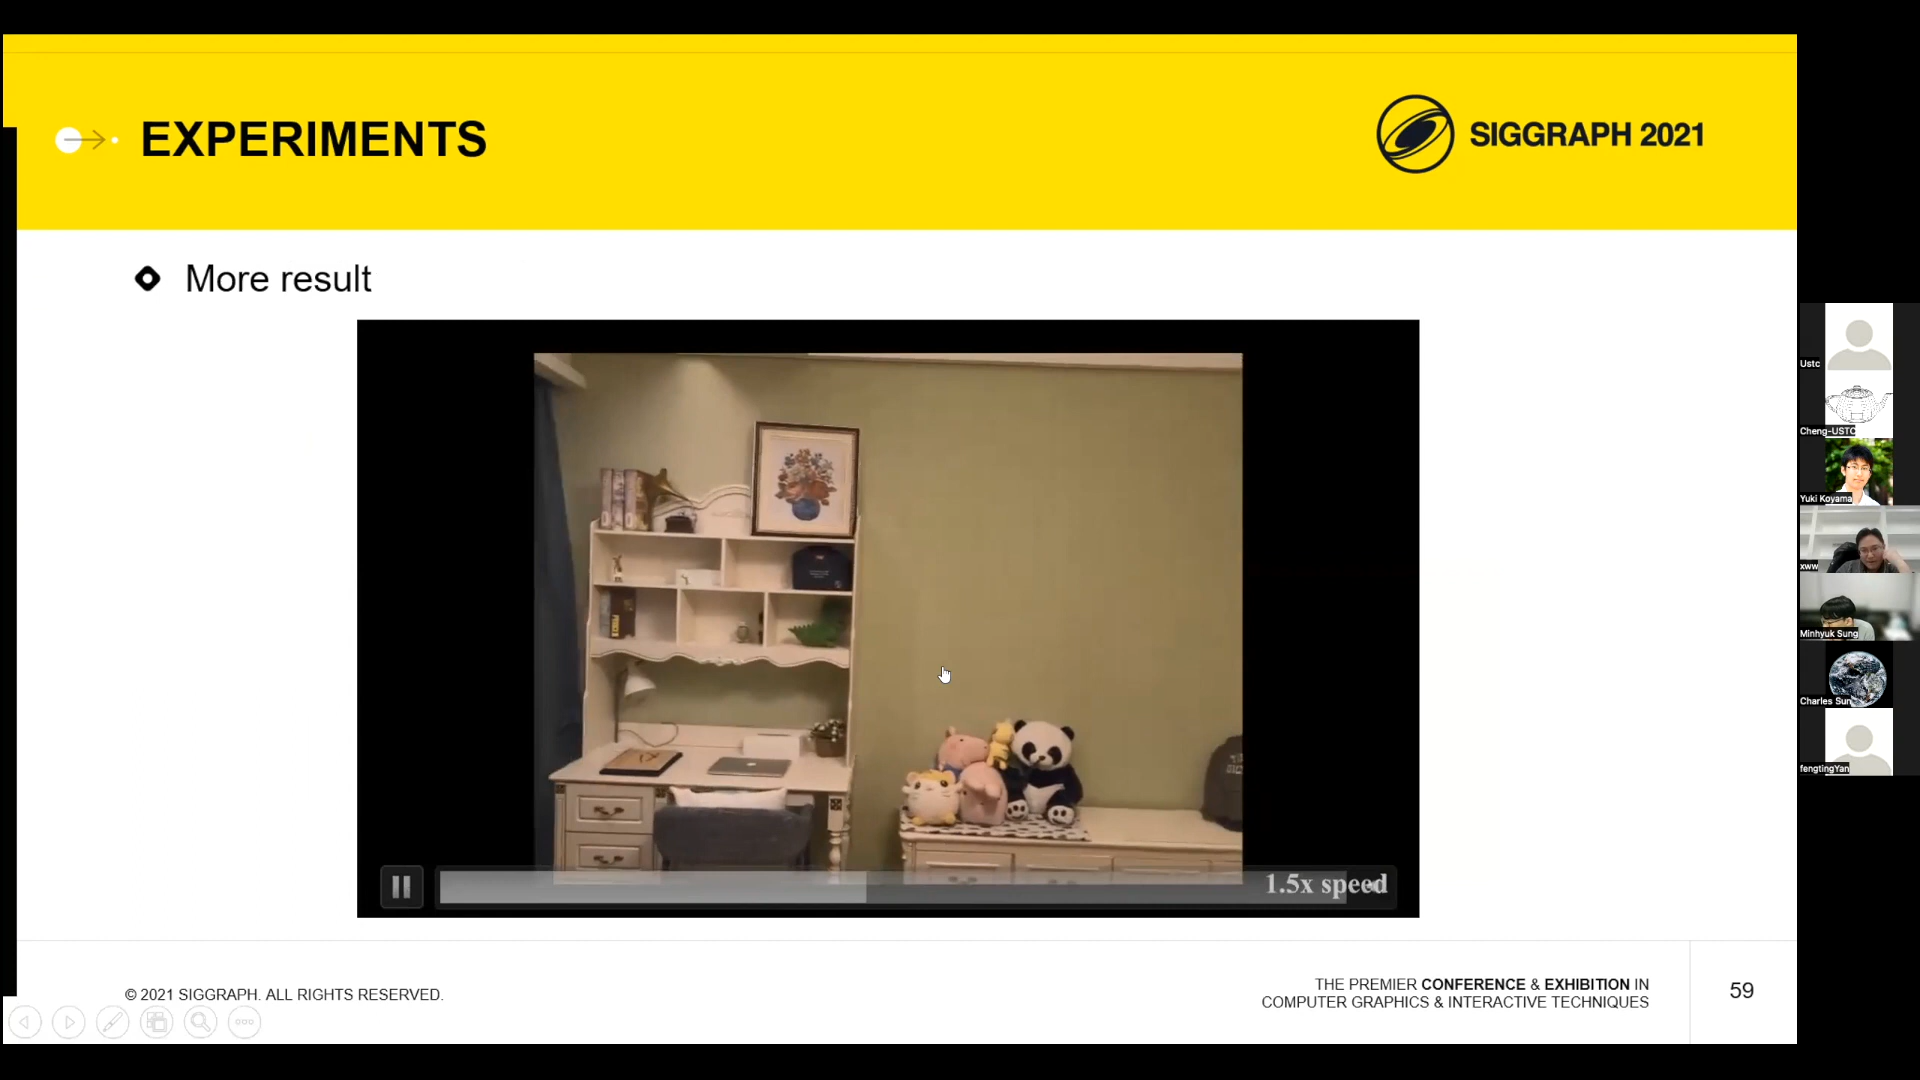 EXPERIMENTS
SIGGRAPH 2021
More result
1.5x speed
© 2021 SIGGRAPH. ALL RIGHTS RESERVED.
THE PREMIER CONFERENCE & EXHIBITION IN
COMPUTER GRAPHICS & INTERACTIVE TECHNIQUES
59
Ustc
Cheng-USTC
Yuki Koyama
xww
Minhyuk Sung
Charles Sun
fengtingYan